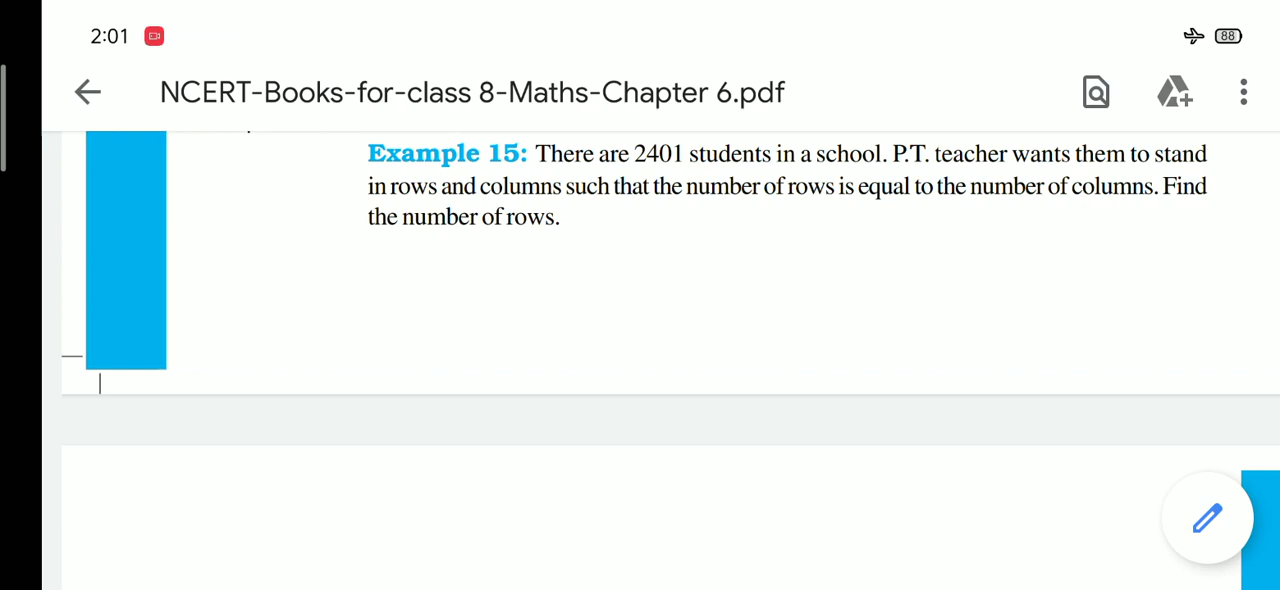 2:01
88
NCERT-Books-for-class 8-Maths-Chapter 6.pdf
Example 15: There are 2401 students in a school. P.T. teacher wants them to stand
in rows and columns such that the number of rows is equal to the number of columns. Find
the number of rows.